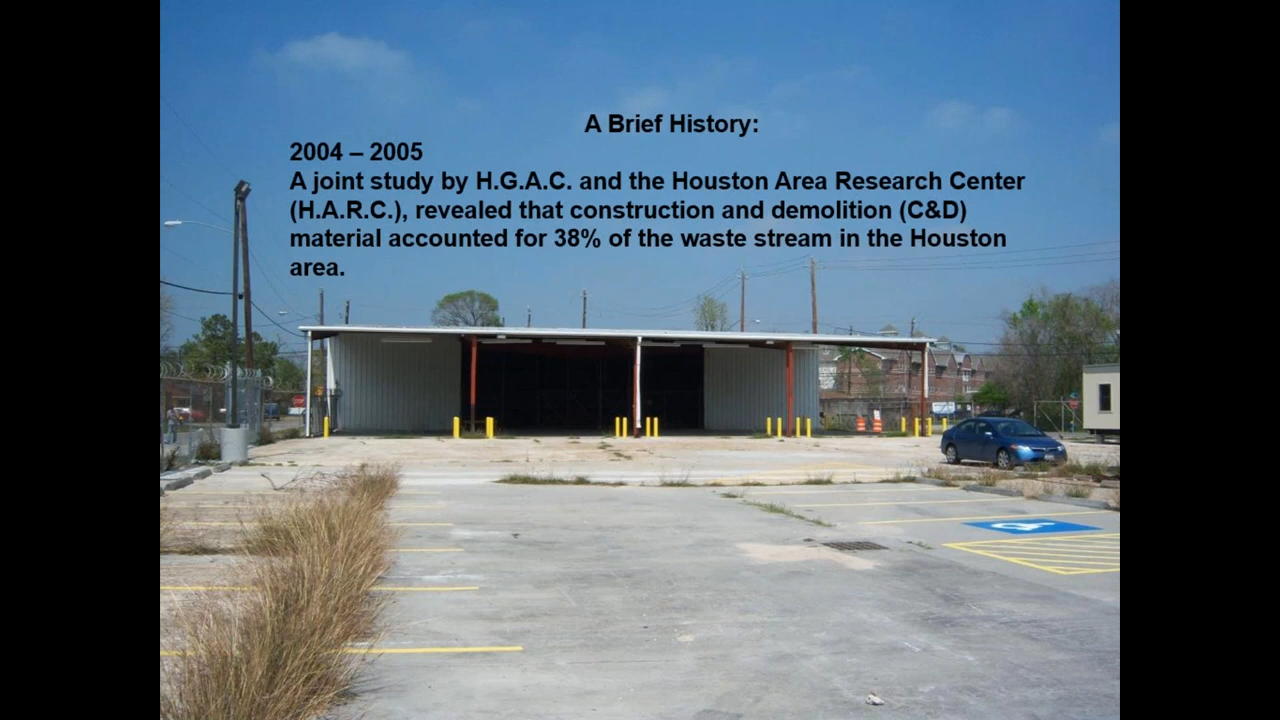 A Brief History:
2004 – 2005
A joint study by H.G.A.C. and the Houston Area Research Center
(H.A.R.C.), revealed that construction and demolition (C&D)
material accounted for 38% of the waste stream in the Houston
area.